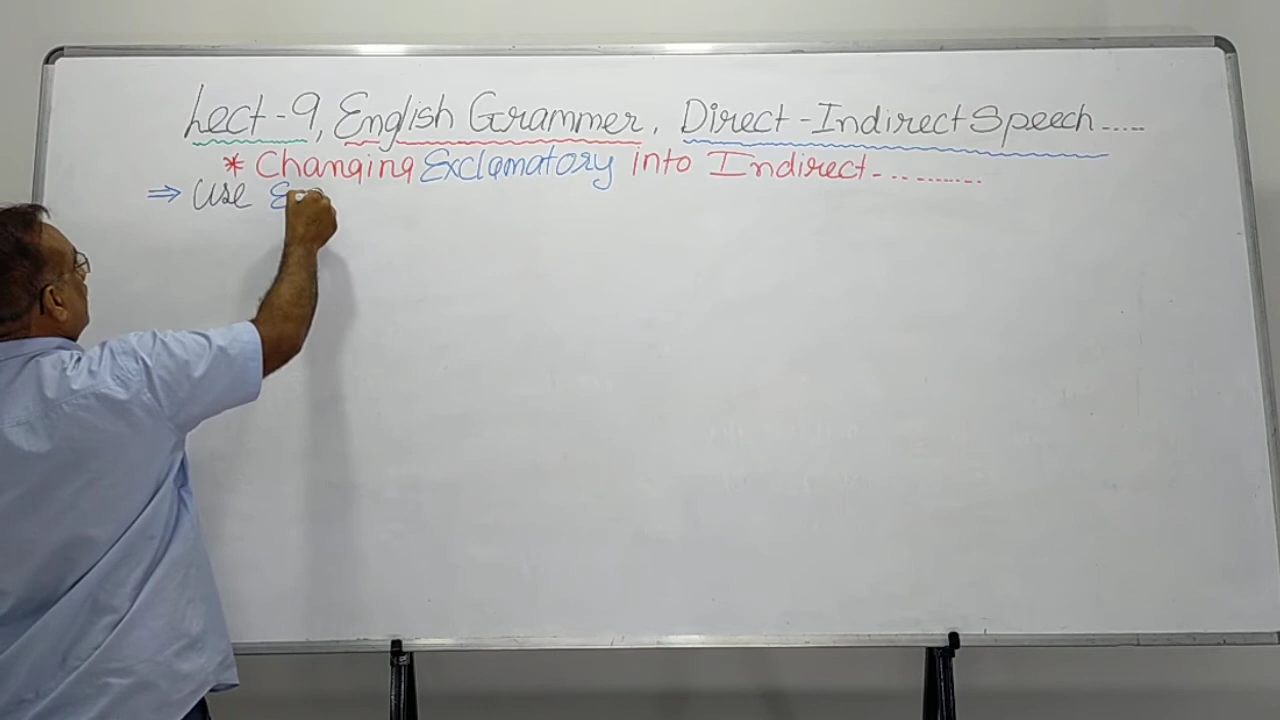 Lect-9, English Grammer, Direct-Indirect Speech.....
* Changing Exclamatory into Indirect..........
⇒ Use